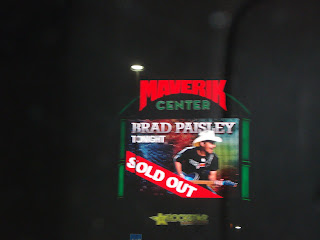 MAVERIK
CENTER
BRAD PAISLEY
TONIGHT
SOLD OUT